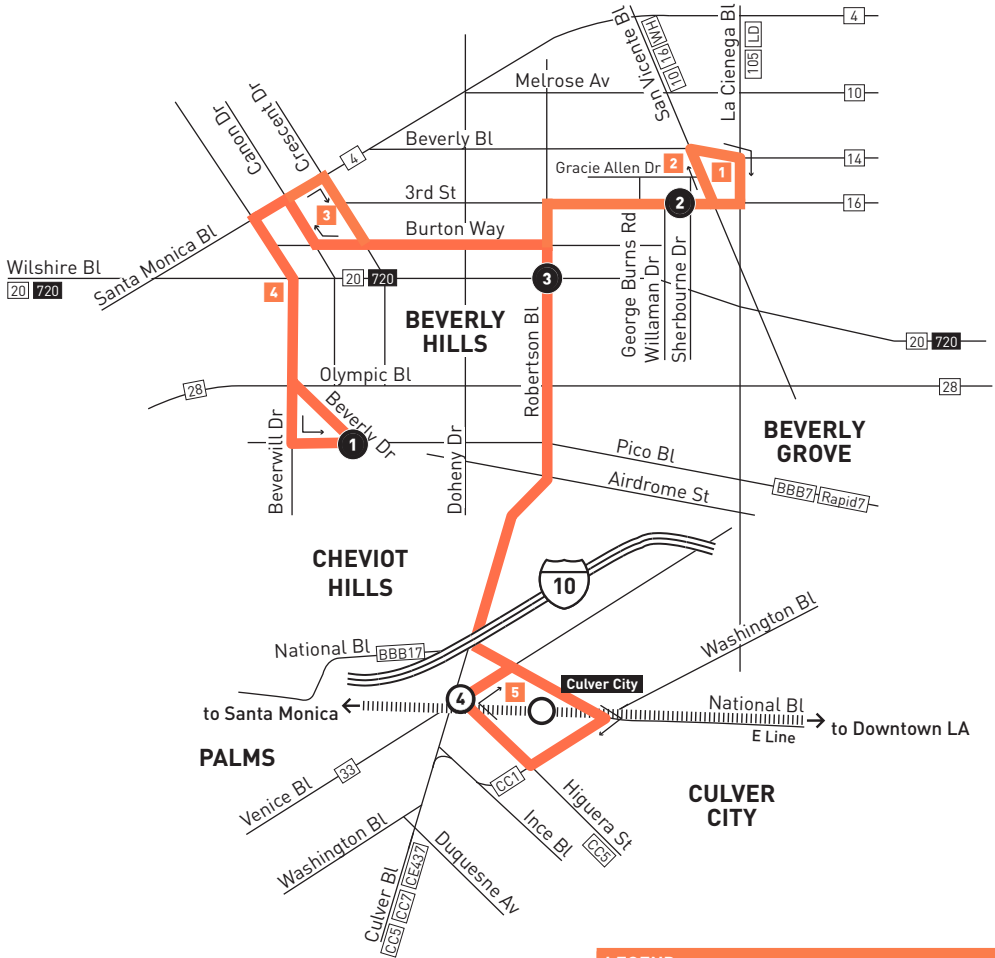 San Vicente Bl
10 16 WH
La Cienega Bl
105 LD
4
Melrose Av
10
Canon Dr
Crescent Dr
4
Beverly Bl
14
Gracie Allen Dr
2
1
3rd St
2
16
3
Burton Way
Santa Monica Bl
Wilshire Bl
20 720
4
20 720
3
BEVERLY
HILLS
Robertson Bl
George Burns Rd
Willaman Dr
Sherbourne Dr
20 720
28
Olympic Bl
28
Beverly Dr
1
Beverwill Dr
Doheny Dr
BEVERLY
GROVE
Pico Bl
BBB7 Rapid7
Airdrome St
CHEVIOT
HILLS
10
Washington Bl
National Bl
BBB17
Culver City
4
5
to Santa Monica
National Bl
E Line
to Downtown LA
PALMS
Venice Bl
33
CC1
Higuera St
CC5
Ince Bl
CULVER
CITY
Washington Bl
Duquesne Av
Culver Bl
CC5 CC7 CE437